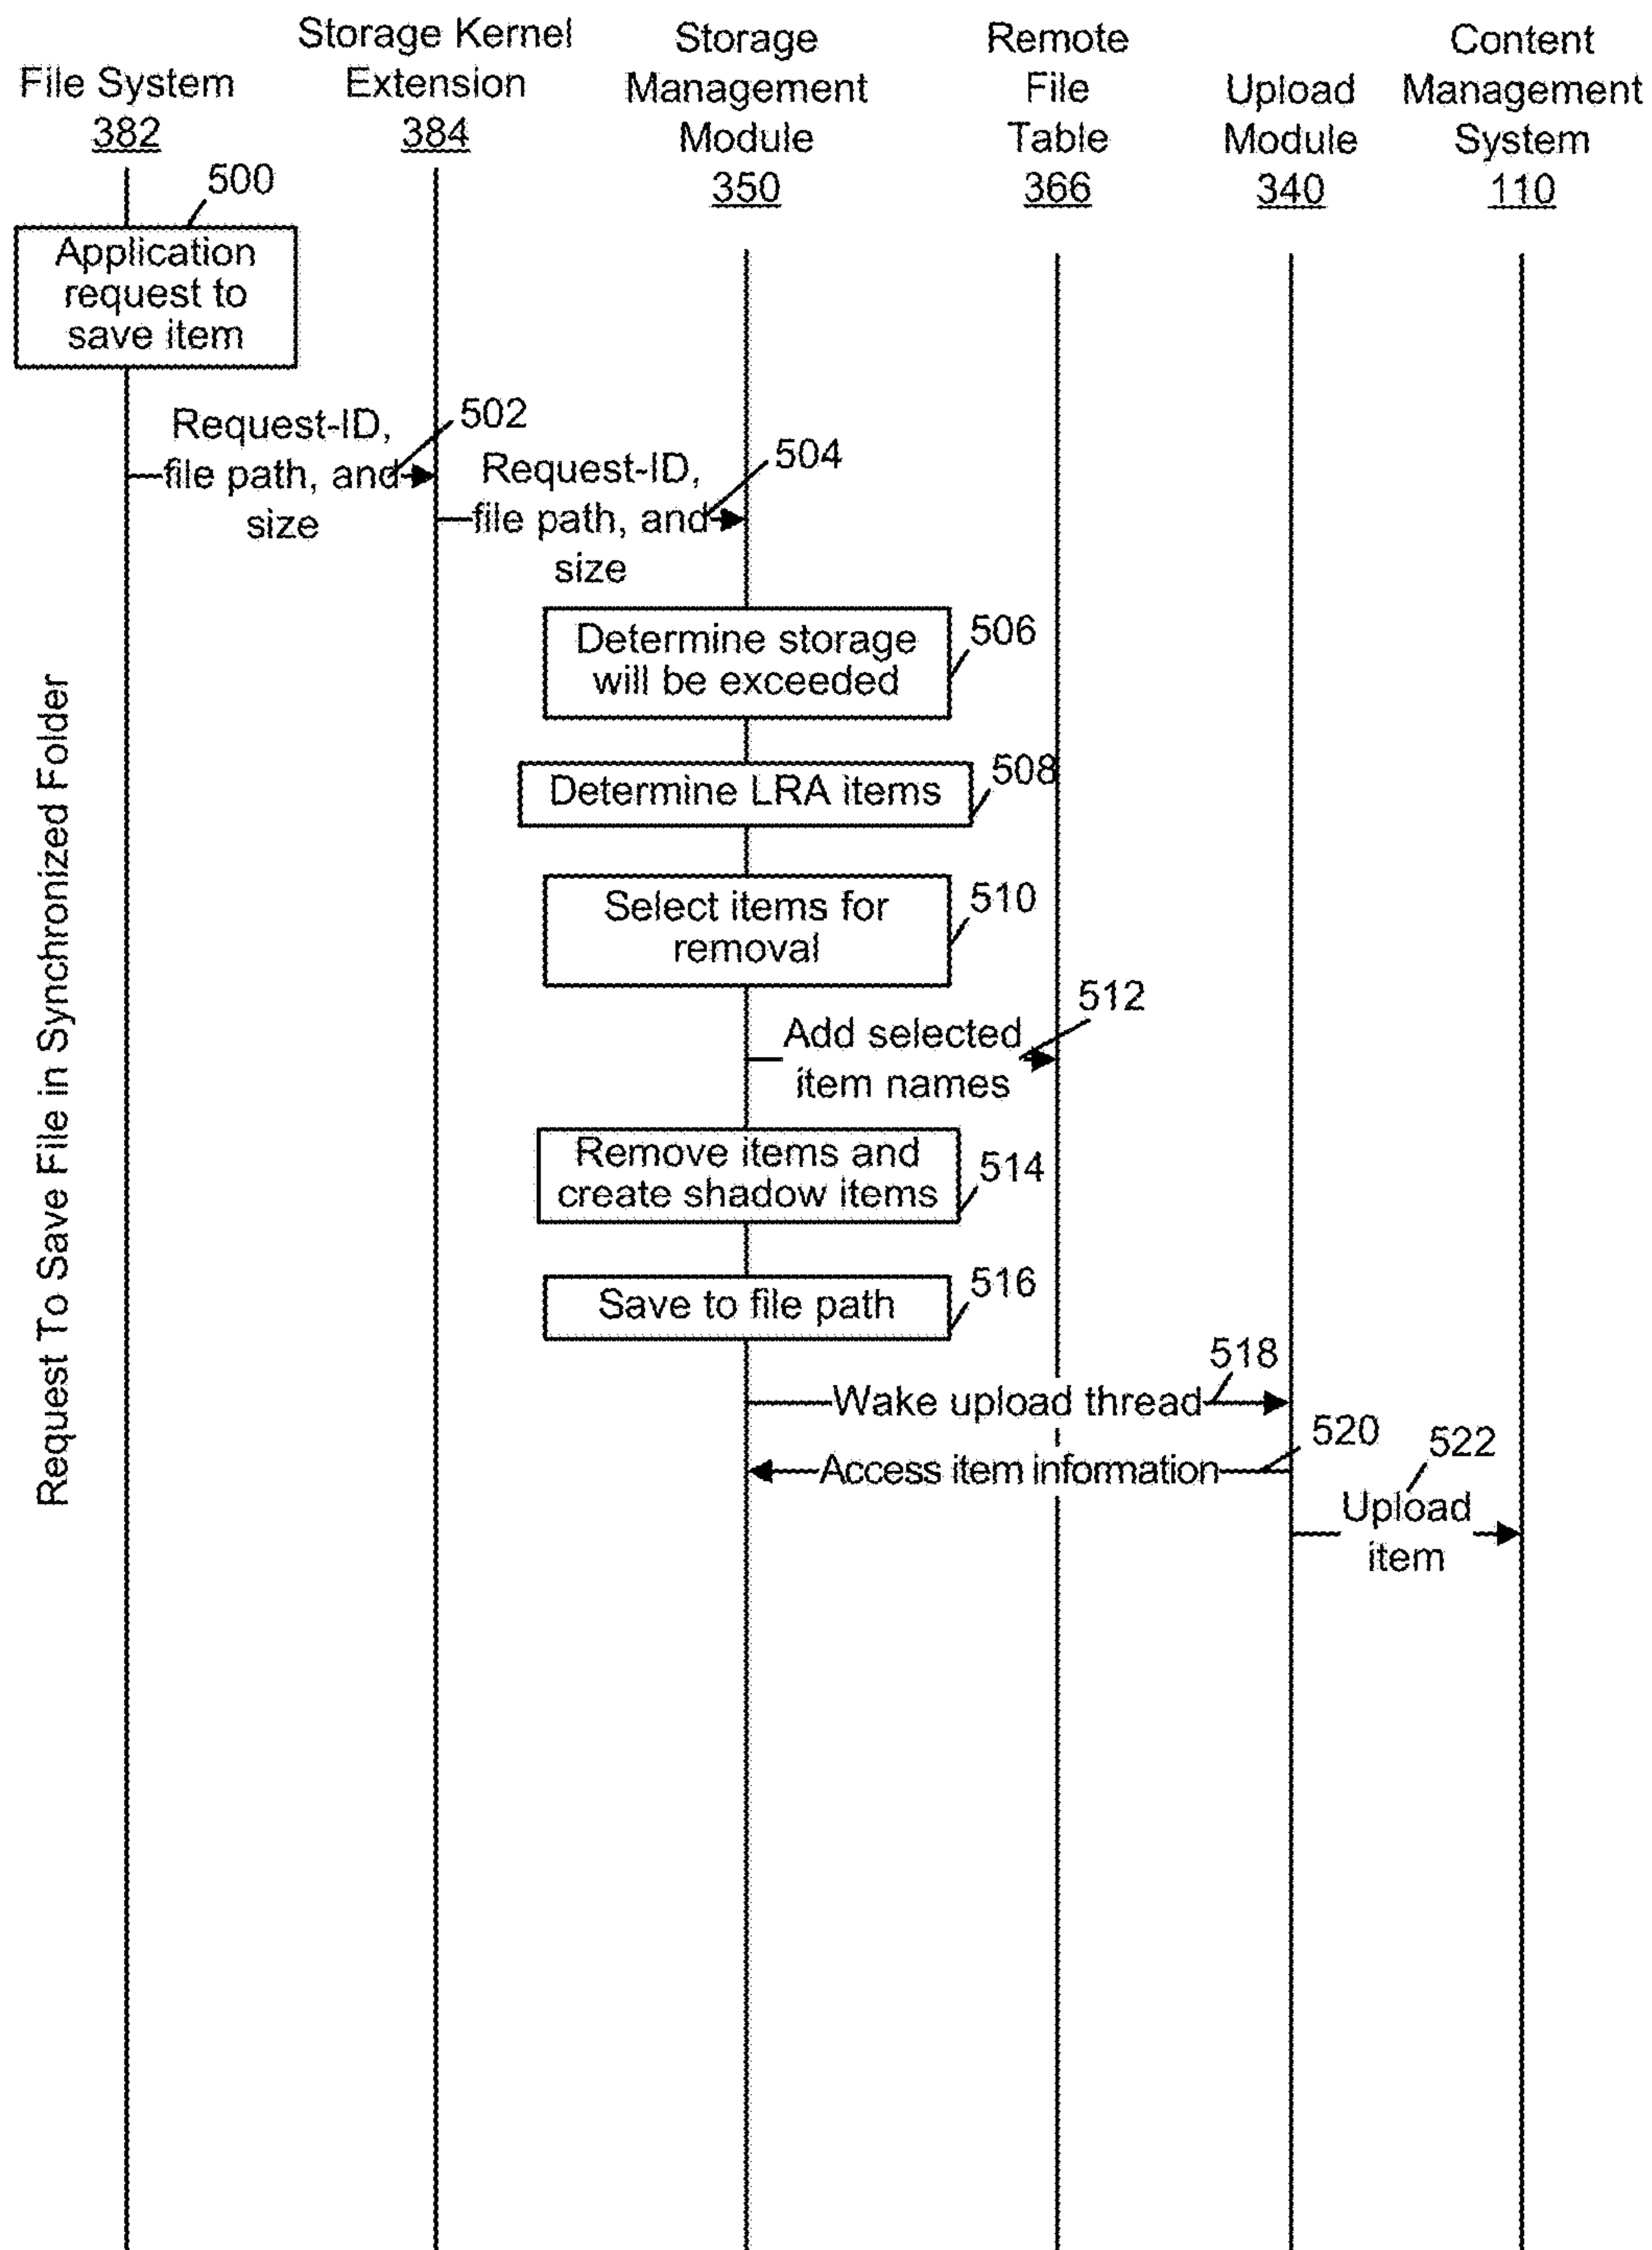 File System
382
Storage Kernel
Extension
384
Storage
Management
Module
350
Remote
File
Table
366
Upload
Module
340
Content
Management
System
110
500
Application
request to
save item
502
Request-ID,
file path, and
size
504
Request-ID,
file path, and
size
Determine storage
will be exceeded
506
Determine LRA items
508
Select items for
removal
510
512
Add selected
item names
Remove items and
create shadow items
514
Save to file path
516
518
Wake upload thread
520
Access item information
522
Upload
item
Request To Save File in Synchronized Folder